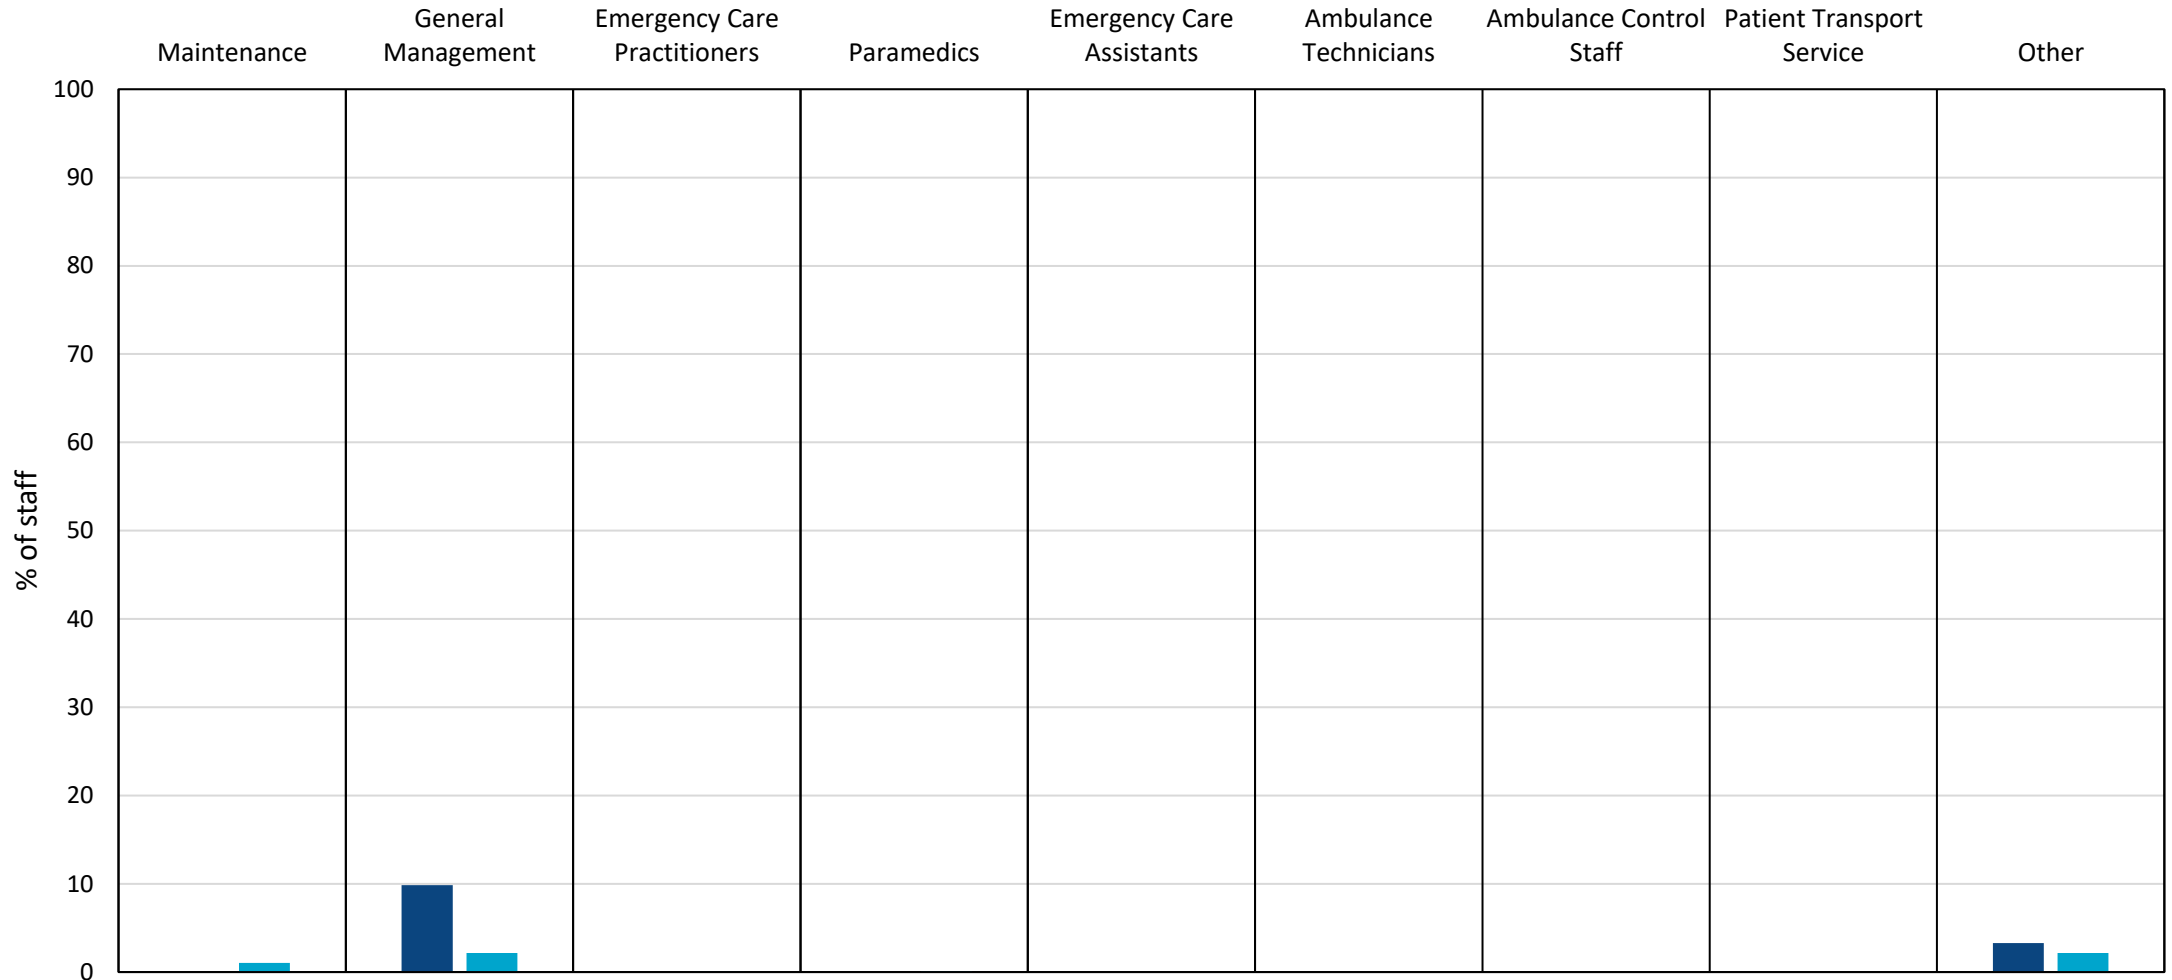 Maintenance
General
Management
Emergency Care
Practitioners
Paramedics
Emergency Care
Assistants
Ambulance
Technicians
Ambulance Control
Staff
Patient Transport
Service
Other
100
90
80
70
60
50
40
30
20
10
0
% of staff